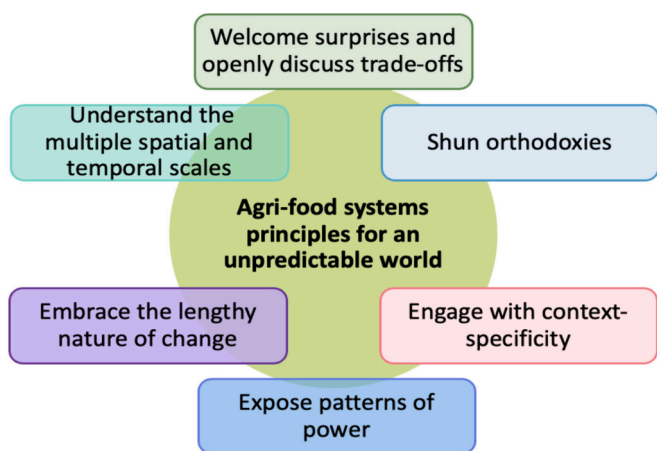 Welcome surprises and
openly discuss trade-offs
Understand the
multiple spatial and
temporal scales
Shun orthodoxies
Agri-food systems
principles for an
unpredictable world
Embrace the lengthy
nature of change
Engage with context-
specificity
Expose patterns of
power